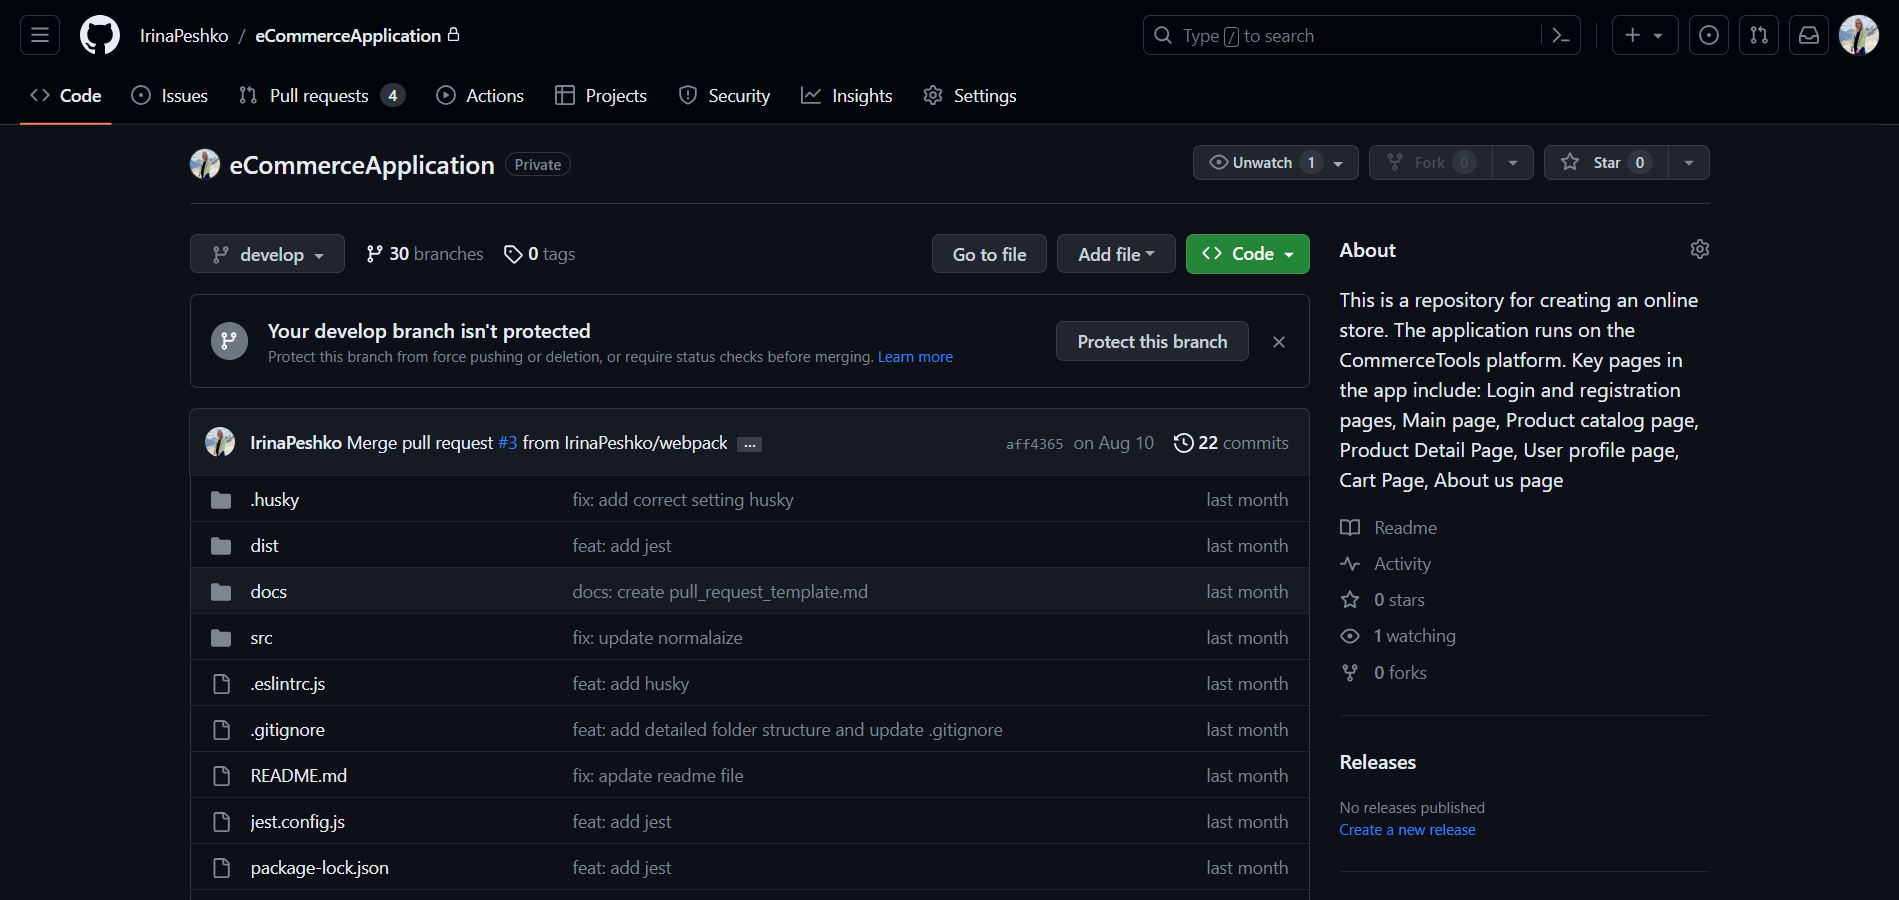 IrinaPeshko / eCommerceApplication
Type / to search
Code Issues Pull requests 4 Actions Projects Security Insights Settings
eCommerceApplication Private
Unwatch 1 Fork 0 Star 0
develop 30 branches 0 tags Go to file Add file Code
Your develop branch isn't protected
Protect this branch from force pushing or deletion, or require status checks before merging. Learn more
Protect this branch
IrinaPeshko Merge pull request #3 from IrinaPeshko/webpack ... aff4365 on Aug 10 22 commits
.husky fix: add correct setting husky last month
dist feat: add jest last month
docs docs: create pull_request_template.md last month
src fix: update normalaize last month
.eslintrc.js feat: add husky last month
.gitignore feat: add detailed folder structure and update .gitignore last month
README.md fix: apdate readme file last month
jest.config.js feat: add jest last month
package-lock.json feat: add jest last month
About
This is a repository for creating an online
store. The application runs on the
CommerceTools platform. Key pages in
the app include: Login and registration
pages, Main page, Product catalog page,
Product Detail Page, User profile page,
Cart Page, About us page
Readme
Activity
0 stars
1 watching
0 forks
Releases
No releases published
Create a new release